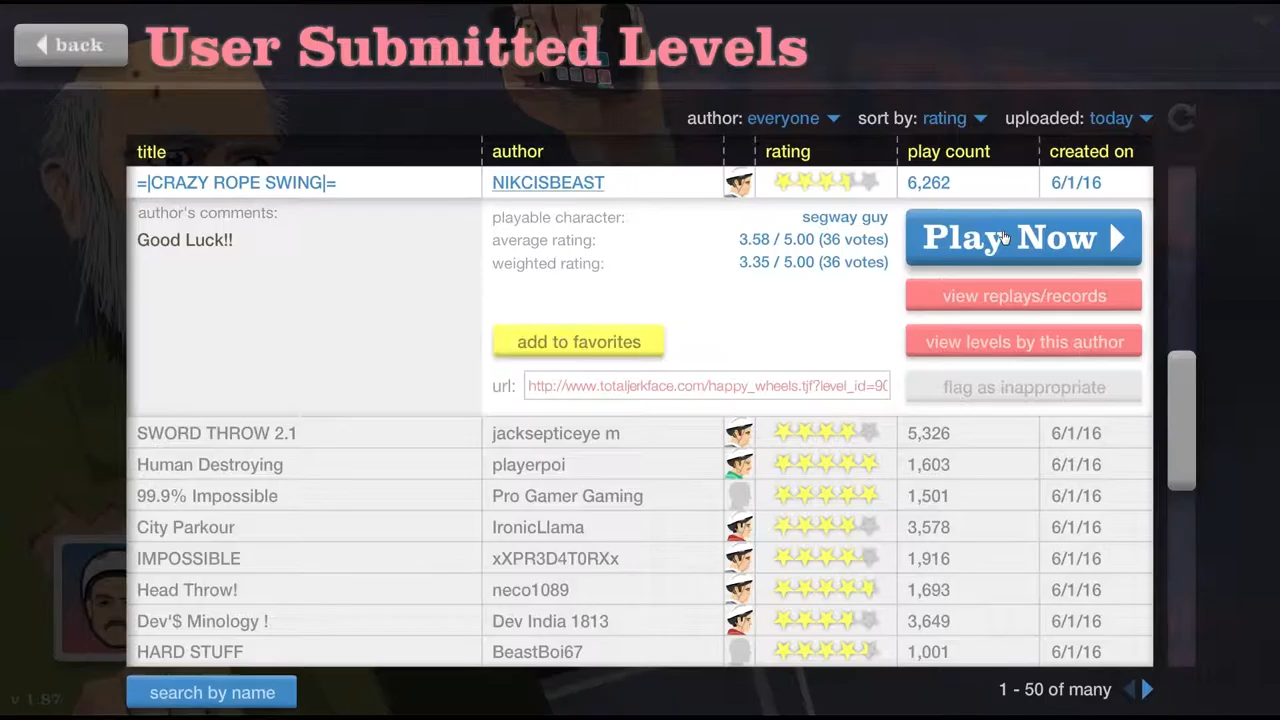 back
User Submitted Levels
author: everyone sort by: rating uploaded: today
title author rating play count created on
=|CRAZY ROPE SWING|= NIKCISBEAST 6,262 6/1/16
author's comments:
Good Luck!!
playable character: segway guy
average rating: 3.58 / 5.00 (36 votes)
weighted rating: 3.35 / 5.00 (36 votes)
Play Now
view replays/records
add to favorites
view levels by this author
url: http://www.totaljerkface.com/happy_wheels.tjf?level_id=90
flag as inappropriate
SWORD THROW 2.1 jacksepticeye m 5,326 6/1/16
Human Destroying playerpoi 1,603 6/1/16
99.9% Impossible Pro Gamer Gaming 1,501 6/1/16
City Parkour IronicLlama 3,578 6/1/16
IMPOSSIBLE xXPR3D4T0RXx 1,916 6/1/16
Head Throw! neco1089 1,693 6/1/16
Dev'$ Minology ! Dev India 1813 3,649 6/1/16
HARD STUFF BeastBoi67 1,001 6/1/16
search by name
1 - 50 of many
v 1.87